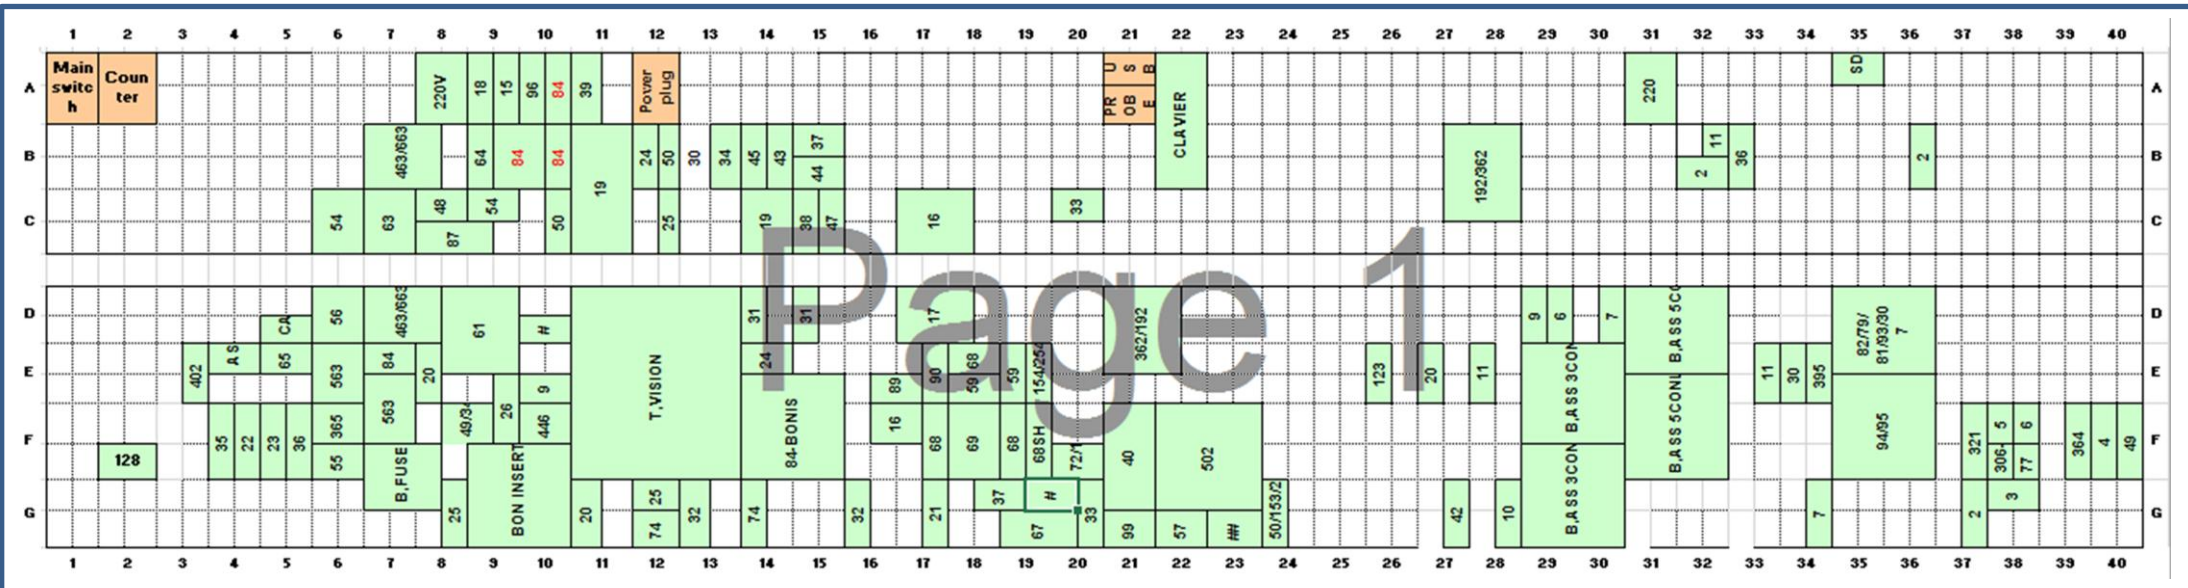 1 2 3 4 5 6 7 8 9 10 11 12 13 14 15 16 17 18 19 20 21 22 23 24 25 26 27 28 29 30 31 32 33 34 35 36 37 38 39 40
A
Main
switc
h
Coun
ter
220V
18
15
96
84
39
Power
plug
U S B
PR OB E
CLAVIER
220
SD
A
B
463/663
64
84
84
19
24
50
30
34
45
43
37
44
192/362
11
2
36
2
B
C
54
63
48
87
54
50
25
19
38
47
16
33
C
Page 1
D
CA
56
463/663
61
#
T,VISION
31
31
17
362/192
9
6
7
B,ASS 5CO
82/79/
81/93/30
7
D
E
402
AS
65
563
84
20
9
24
89
90
59
68
59
154/254
123
20
11
B,ASS 3CON
11
30
395
E
F
128
35
22
23
36
365
55
563
B,FUSE
49/34
26
446
BON INSERT
84-BONIS
16
68
69
68
68SH
72/1
40
502
B,ASS 5CONL
94/95
321
5
306-
6
77
364
4
49
F
G
25
20
25
74
32
74
32
21
37
#
67
33
99
57
##
50/153/2
42
10
B,ASS 3CON
7
2
3
G
1 2 3 4 5 6 7 8 9 10 11 12 13 14 15 16 17 18 19 20 21 22 23 24 25 26 27 28 29 30 31 32 33 34 35 36 37 38 39 40